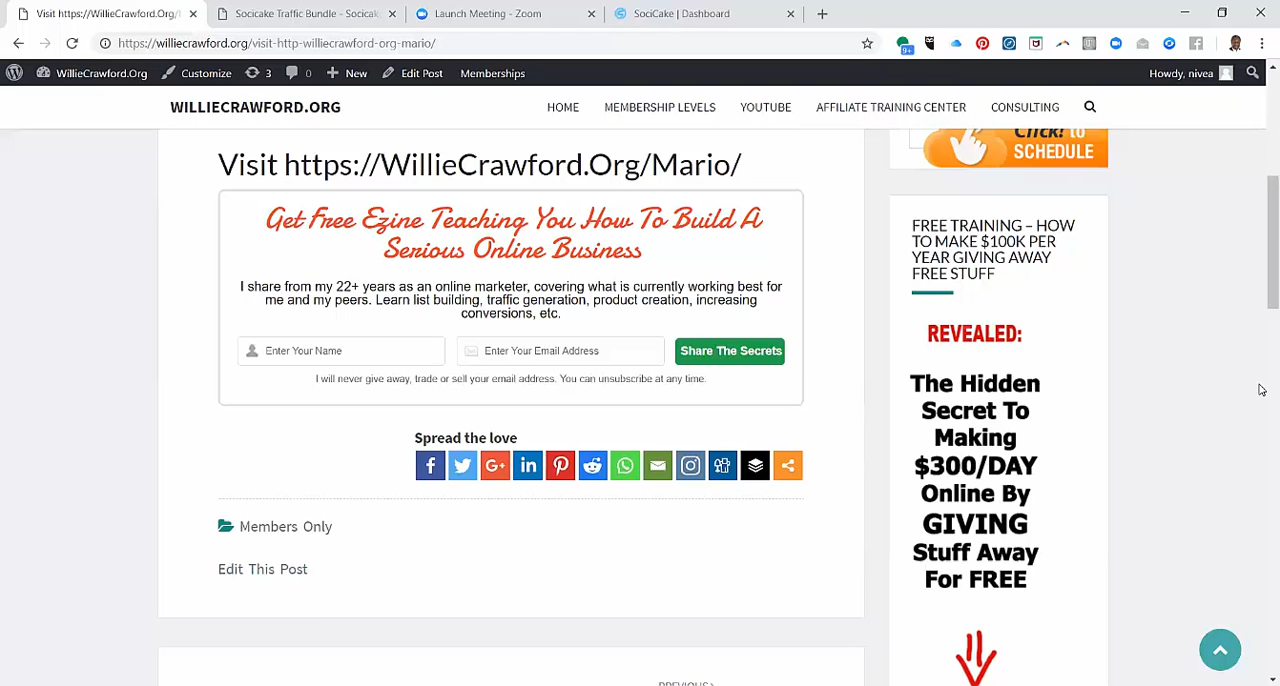 Visit https://WillieCrawford.Org/
Socicake Traffic Bundle - Socicak
Launch Meeting - Zoom
SociCake | Dashboard
https://williecrawford.org/visit-http-williecrawford-org-mario/
9+
WillieCrawford.Org
Customize
3
0
New
Edit Post
Memberships
Howdy, nivea
WILLIECRAWFORD.ORG
HOME
MEMBERSHIP LEVELS
YOUTUBE
AFFILIATE TRAINING CENTER
CONSULTING
Visit https://WillieCrawford.Org/Mario/
Get Free Ezine Teaching You How To Build A
Serious Online Business
I share from my 22+ years as an online marketer, covering what is currently working best for
me and my peers. Learn list building, traffic generation, product creation, increasing
conversions, etc.
Enter Your Name
Enter Your Email Address
Share The Secrets
I will never give away, trade or sell your email address. You can unsubscribe at any time.
Spread the love
Members Only
Edit This Post
PREVIOUS
Click! to
SCHEDULE
FREE TRAINING – HOW
TO MAKE $100K PER
YEAR GIVING AWAY
FREE STUFF
REVEALED:
The Hidden
Secret To
Making
$300/DAY
Online By
GIVING
Stuff Away
For FREE